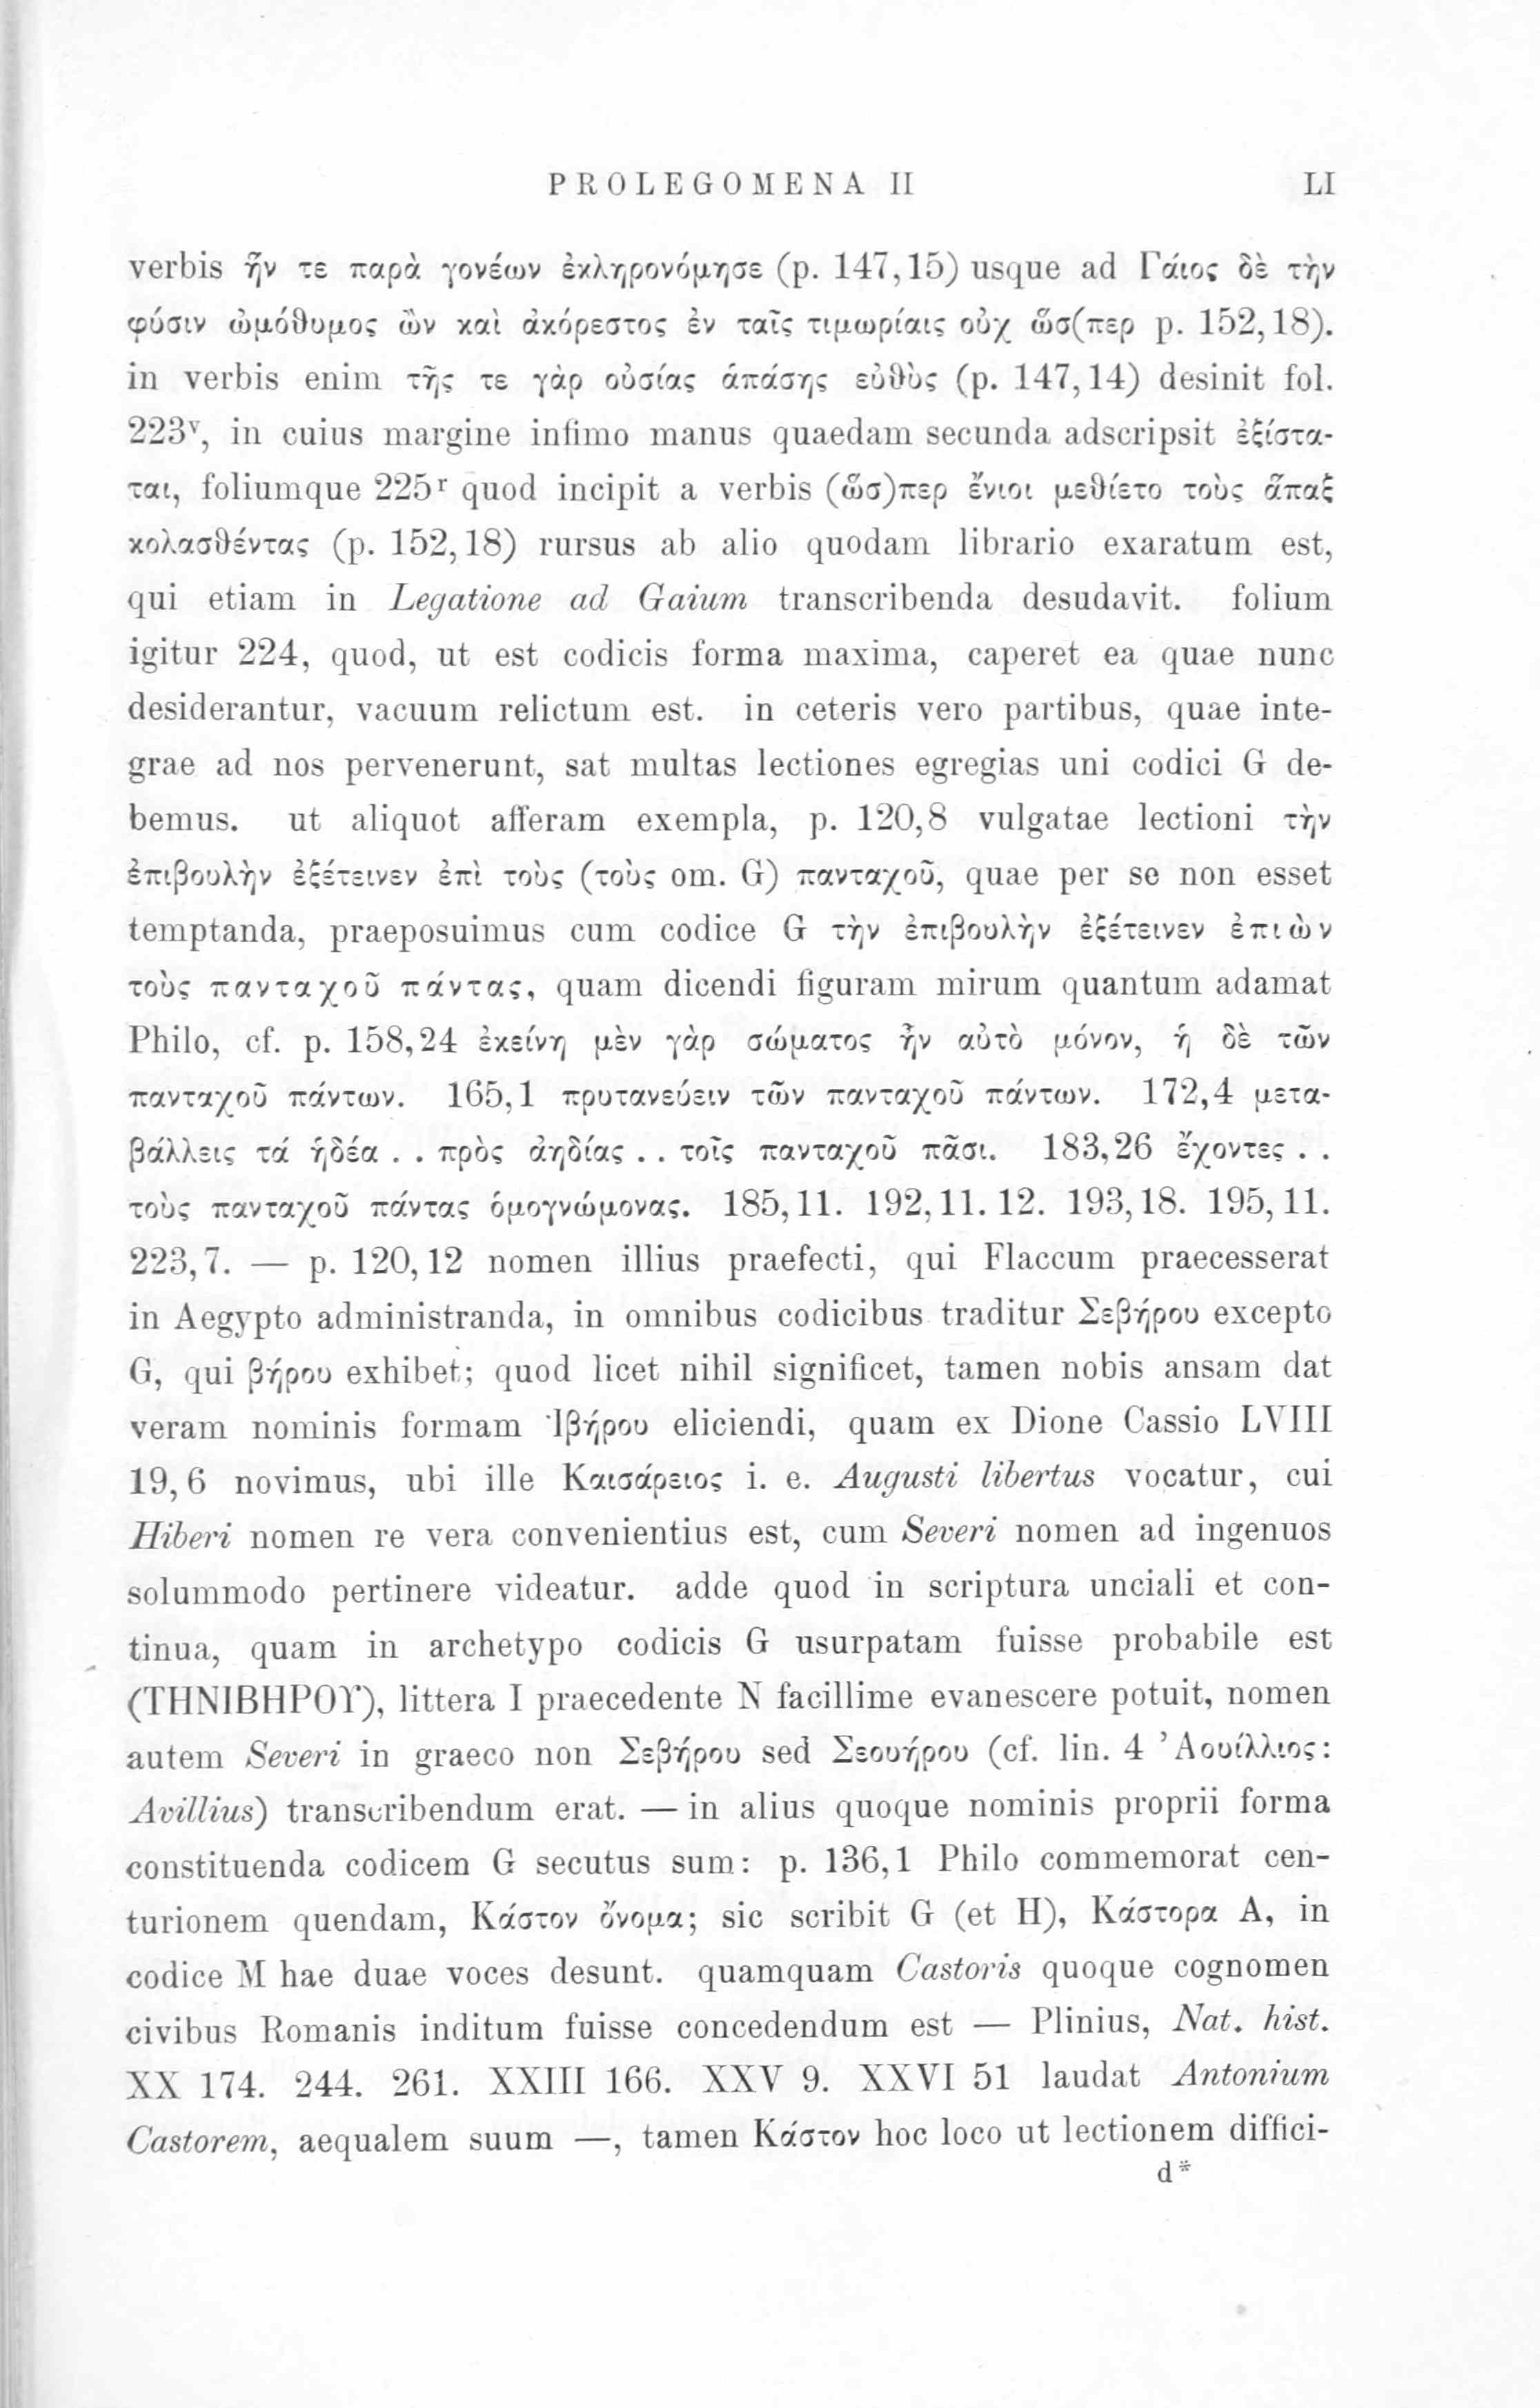 PROLEGOMENA II LI
verbis ἥν τε παρὰ γονέων ἐκληρονόμησε (p. 147,15) usque ad Γάιος δὲ τὴν
φύσιν ὠμόθυμος ὢν καὶ ἀκόρεστος ἐν ταῖς τιμωρίαις οὐχ ὥσ(περ p. 152,18).
in verbis enim τῆς τε γὰρ οὐσίας ἁπάσης εὐθὺς (p. 147,14) desinit fol.
223ᵛ, in cuius margine infimo manus quaedam secunda adscripsit ἐξίστα-
ται, foliumque 225ʳ quod incipit a verbis (ὥσ)περ ἔνιοι μεθίετο τοὺς ἅπαξ
κολασθέντας (p. 152,18) rursus ab alio quodam librario exaratum est,
qui etiam in Legatione ad Gaium transcribenda desudavit. folium
igitur 224, quod, ut est codicis forma maxima, caperet ea quae nunc
desiderantur, vacuum relictum est. in ceteris vero partibus, quae inte-
grae ad nos pervenerunt, sat multas lectiones egregias uni codici G de-
bemus. ut aliquot afferam exempla, p. 120,8 vulgatae lectioni τὴν
ἐπιβουλὴν ἐξέτεινεν ἐπὶ τοὺς (τοὺς om. G) πανταχοῦ, quae per se non esset
temptanda, praeposuimus cum codice G τὴν ἐπιβουλὴν ἐξέτεινεν ἐπιὼν
τοὺς πανταχοῦ πάντας, quam dicendi figuram mirum quantum adamat
Philo, cf. p. 158,24 ἐκείνη μὲν γὰρ σώματος ἦν αὐτὸ μόνον, ἡ δὲ τῶν
πανταχοῦ πάντων. 165,1 πρυτανεύειν τῶν πανταχοῦ πάντων. 172,4 μετα-
βάλλεις τά ἡδέα . . πρὸς ἀηδίας . . τοῖς πανταχοῦ πᾶσι. 183,26 ἔχοντες . .
τοὺς πανταχοῦ πάντας ὁμογνώμονας. 185,11. 192,11. 12. 193,18. 195,11.
223,7. — p. 120,12 nomen illius praefecti, qui Flaccum praecesserat
in Aegypto administranda, in omnibus codicibus traditur Σεβήρου excepto
G, qui βήρου exhibet; quod licet nihil significet, tamen nobis ansam dat
veram nominis formam Ἰβήρου eliciendi, quam ex Dione Cassio LVIII
19,6 novimus, ubi ille Καισάρειος i. e. Augusti libertus vocatur, cui
Hiberi nomen re vera convenientius est, cum Severi nomen ad ingenuos
solummodo pertinere videatur. adde quod in scriptura unciali et con-
tinua, quam in archetypo codicis G usurpatam fuisse probabile est
(ΤΗΝΙΒΗΡΟΥ), littera I praecedente N facillime evanescere potuit, nomen
autem Severi in graeco non Σεβήρου sed Σεουήρου (cf. lin. 4 Ἀουίλλιος:
Avillius) transcribendum erat. — in alius quoque nominis proprii forma
constituenda codicem G secutus sum: p. 136,1 Philo commemorat cen-
turionem quendam, Κάστον ὄνομα; sic scribit G (et H), Κάστορα A, in
codice M hae duae voces desunt. quamquam Castoris quoque cognomen
civibus Romanis inditum fuisse concedendum est — Plinius, Nat. hist.
XX 174. 244. 261. XXIII 166. XXV 9. XXVI 51 laudat Antonium
Castorem, aequalem suum —, tamen Κάστον hoc loco ut lectionem diffici-
d*